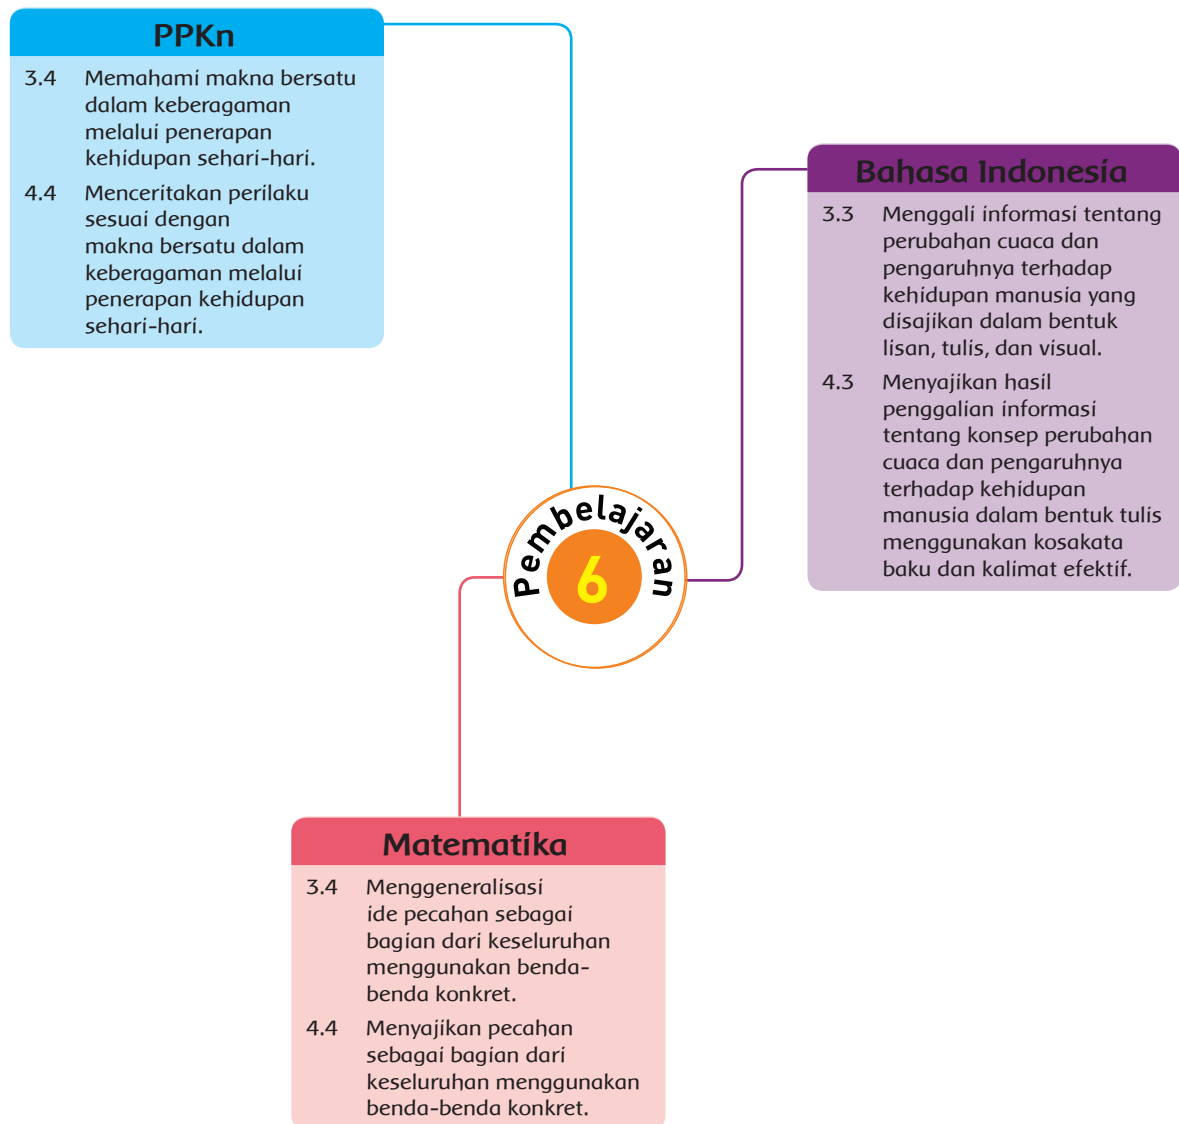 PPKn
3.4 Memahami makna bersatu
dalam keberagaman
melalui penerapan
kehidupan sehari-hari.
4.4 Menceritakan perilaku
sesuai dengan
makna bersatu dalam
keberagaman melalui
penerapan kehidupan
sehari-hari.
Bahasa Indonesia
3.3 Menggali informasi tentang
perubahan cuaca dan
pengaruhnya terhadap
kehidupan manusia yang
disajikan dalam bentuk
lisan, tulis, dan visual.
4.3 Menyajikan hasil
penggalian informasi
tentang konsep perubahan
cuaca dan pengaruhnya
terhadap kehidupan
manusia dalam bentuk tulis
menggunakan kosakata
baku dan kalimat efektif.
Pembelajaran
6
Matematika
3.4 Menggeneralisasi
ide pecahan sebagai
bagian dari keseluruhan
menggunakan benda-
benda konkret.
4.4 Menyajikan pecahan
sebagai bagian dari
keseluruhan menggunakan
benda-benda konkret.